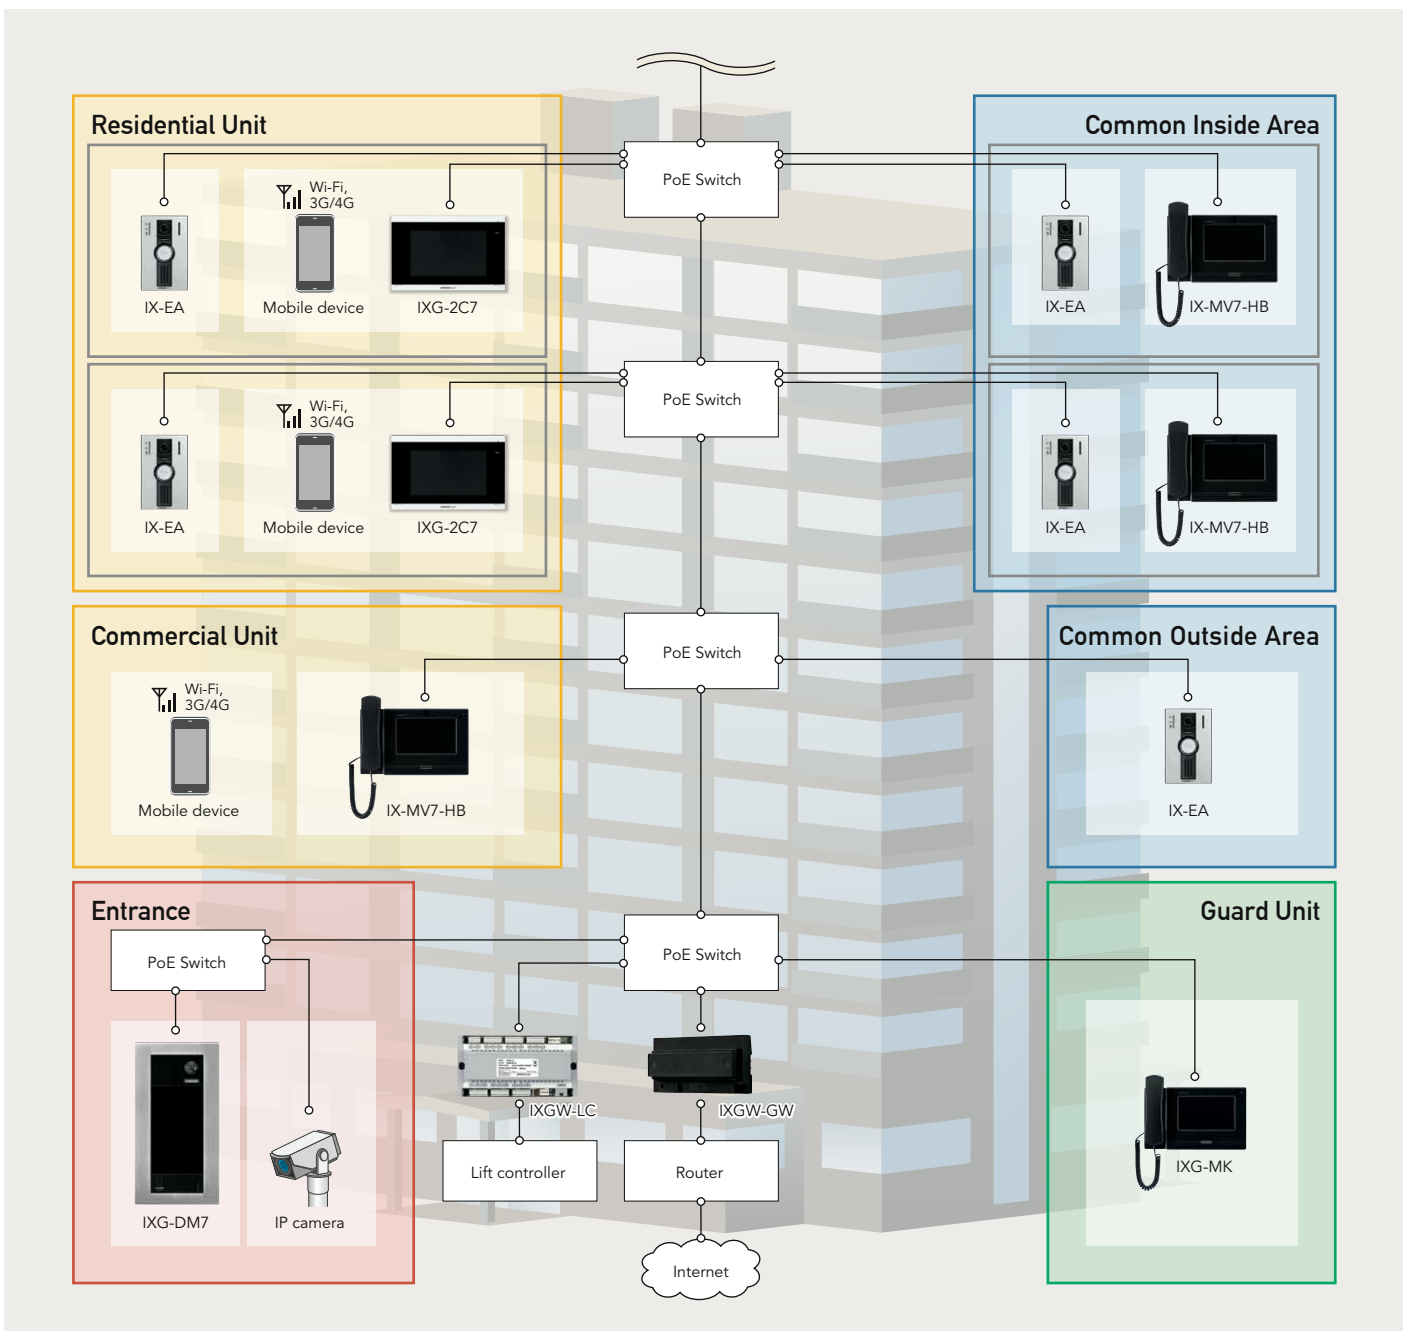 Residential Unit
Wi-Fi,
3G/4G
IX-EA
Mobile device
IXG-2C7
PoE Switch
Common Inside Area
IX-EA
IX-MV7-HB
Wi-Fi,
3G/4G
IX-EA
Mobile device
IXG-2C7
PoE Switch
IX-EA
IX-MV7-HB
Commercial Unit
Wi-Fi,
3G/4G
Mobile device
IX-MV7-HB
PoE Switch
Common Outside Area
IX-EA
Entrance
PoE Switch
IXG-DM7
IP camera
PoE Switch
IXGW-LC
IXGW-GW
Lift controller
Router
Internet
Guard Unit
IXG-MK